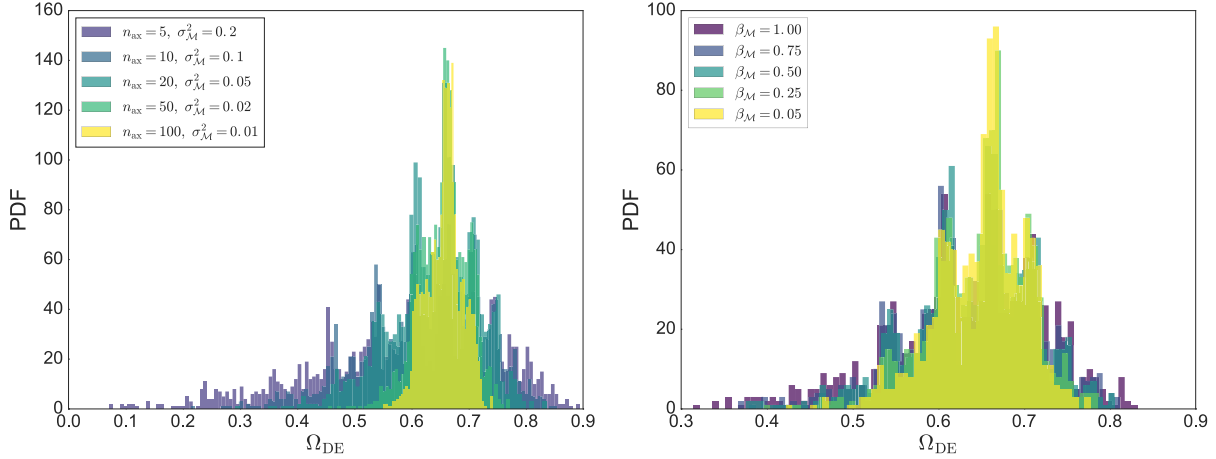 160
140
120
100
80
60
40
20
0
PDF
n_ax = 5, σ²_ℳ = 0.2
n_ax = 10, σ²_ℳ = 0.1
n_ax = 20, σ²_ℳ = 0.05
n_ax = 50, σ²_ℳ = 0.02
n_ax = 100, σ²_ℳ = 0.01
0.0 0.1 0.2 0.3 0.4 0.5 0.6 0.7 0.8 0.9
Ω_DE
100
80
60
40
20
0
PDF
β_ℳ = 1.00
β_ℳ = 0.75
β_ℳ = 0.50
β_ℳ = 0.25
β_ℳ = 0.05
0.3 0.4 0.5 0.6 0.7 0.8 0.9
Ω_DE